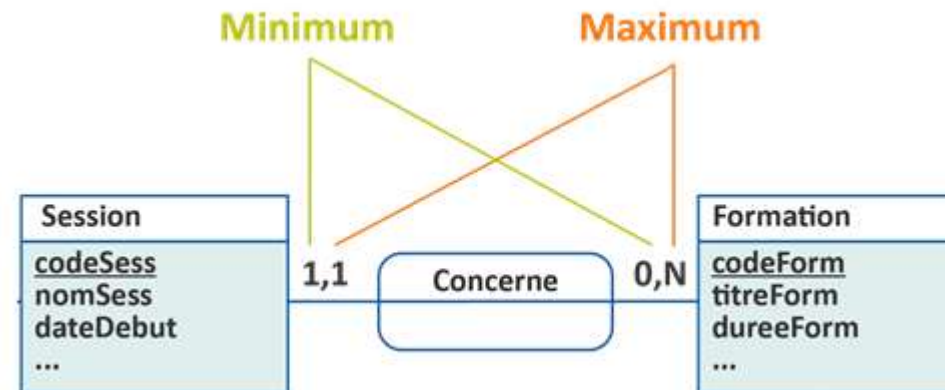 Minimum
Maximum
Session
codeSess
nomSess
dateDebut
...
1,1
Concerne
0,N
Formation
codeForm
titreForm
dureeForm
...